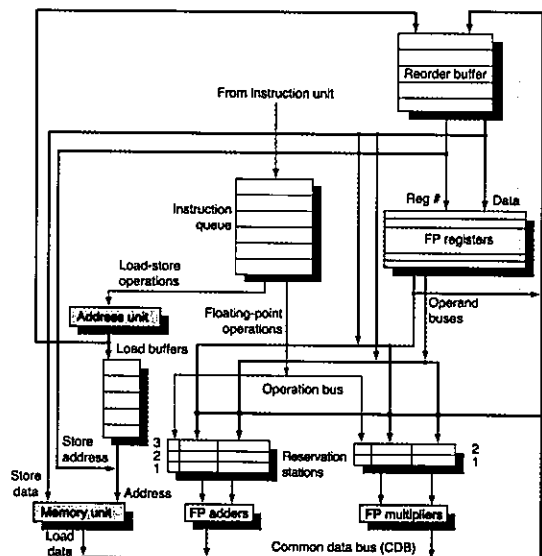 Reorder buffer
From Instruction unit
Reg #
Data
Instruction
queue
FP registers
Load-store
operations
Operand
buses
Address unit
Floating-point
operations
Load buffers
Operation bus
Store
address
3
2
1
Reservation
stations
2
1
Store
data
Address
Memory unit
FP adders
FP multipliers
Load
data
Common data bus (CDB)